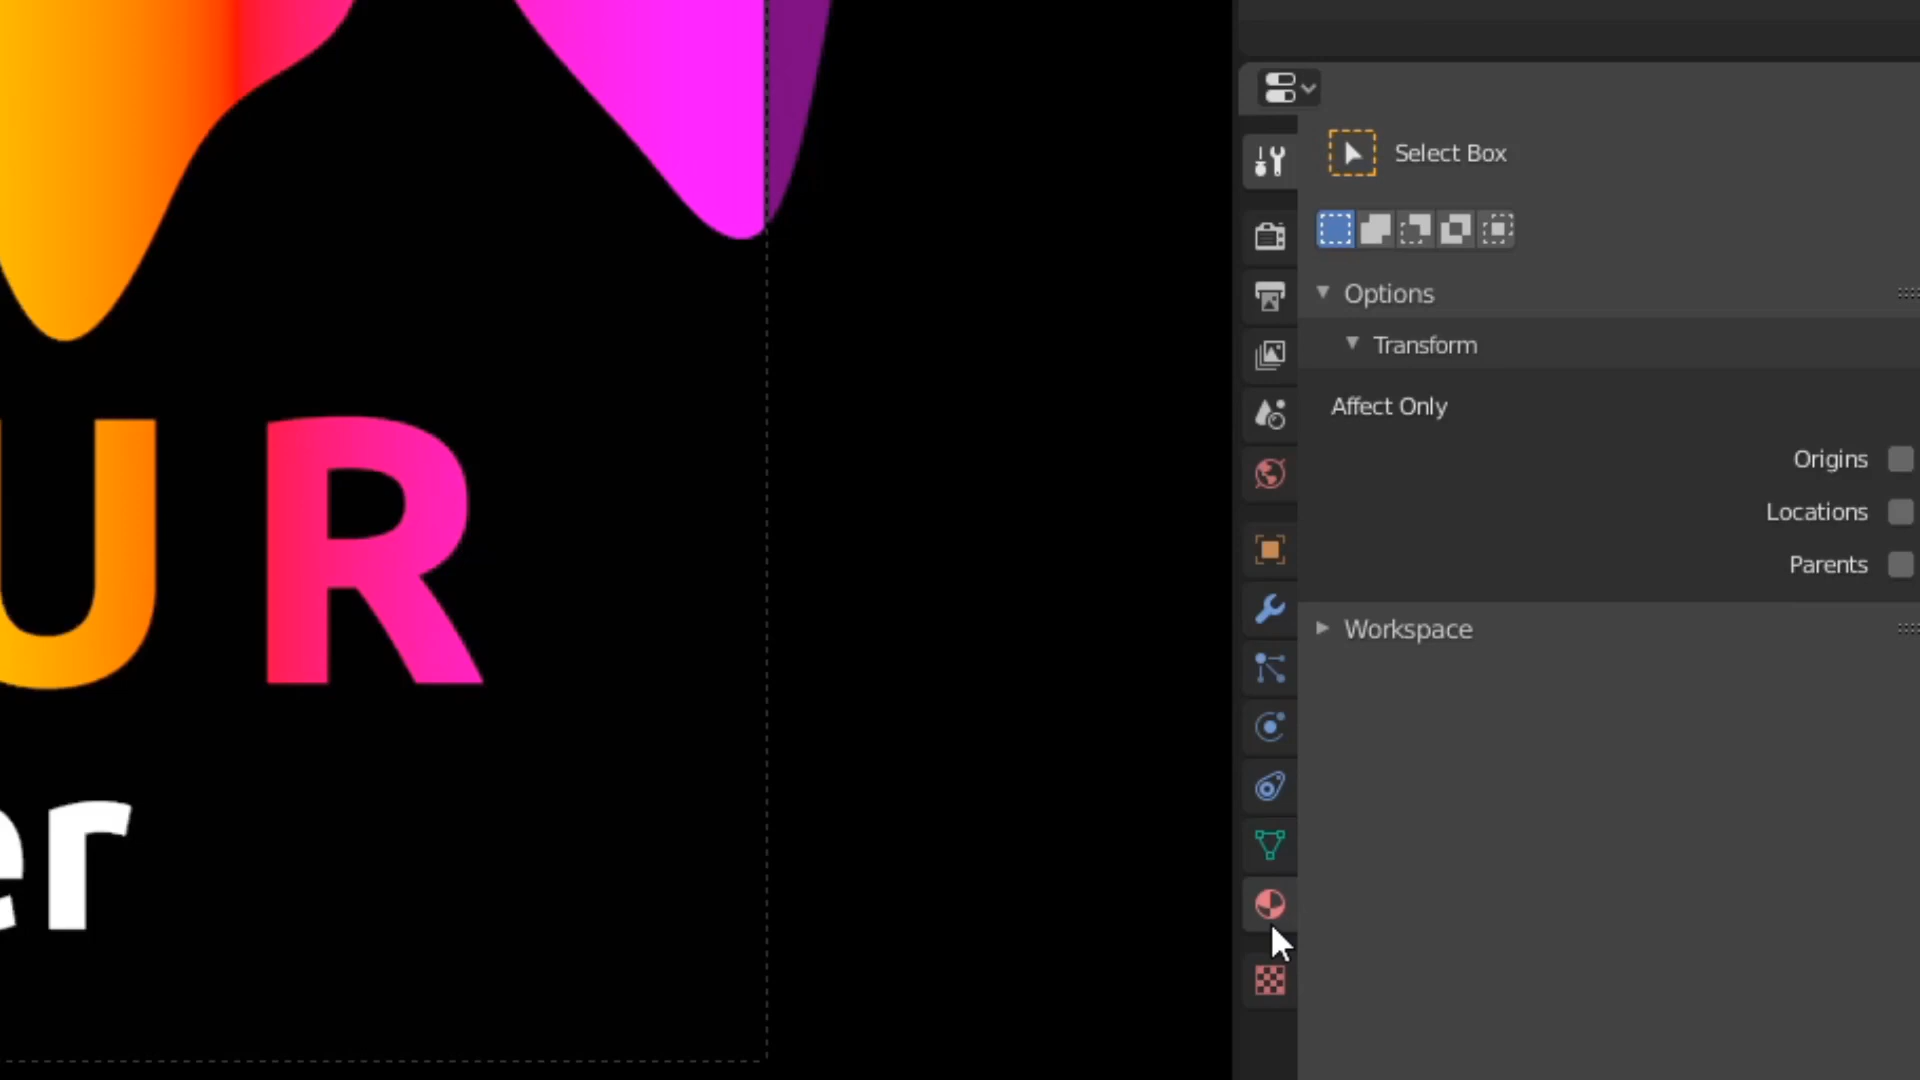 Select Box
Options
Transform
Affect Only
Origins
Locations
Parents
Workspace
UR
er